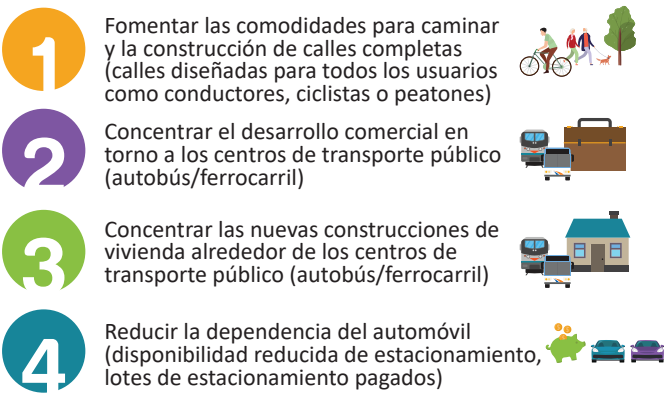 1
Fomentar las comodidades para caminar
y la construcción de calles completas
(calles diseñadas para todos los usuarios
como conductores, ciclistas o peatones)
2
Concentrar el desarrollo comercial en
torno a los centros de transporte público
(autobús/ferrocarril)
3
Concentrar las nuevas construcciones de
vivienda alrededor de los centros de
transporte público (autobús/ferrocarril)
4
Reducir la dependencia del automóvil
(disponibilidad reducida de estacionamiento,
lotes de estacionamiento pagados)